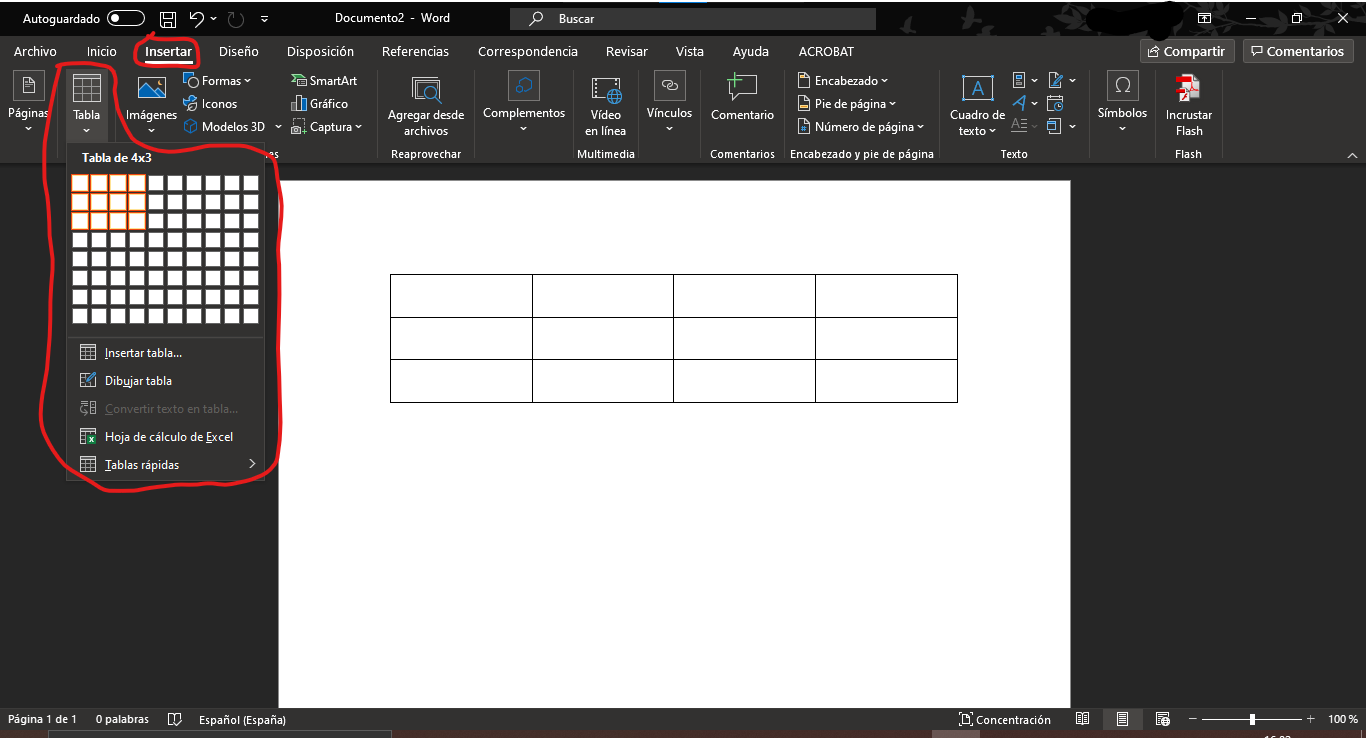 Autoguardado Documento2 - Word Buscar
Archivo Inicio Insertar Diseño Disposición Referencias Correspondencia Revisar Vista Ayuda ACROBAT Compartir Comentarios
Páginas
Tabla
Imágenes
Formas
Iconos
Modelos 3D
SmartArt
Gráfico
Captura
Agregar desde
archivos
Reaprovechar
Complementos
Vídeo
en línea
Multimedia
Vínculos
Comentario
Comentarios
Encabezado
Pie de página
Número de página
Encabezado y pie de página
Cuadro de
texto
A
A
A
Texto
Ω
Símbolos
Incrustar
Flash
Flash
es
Tabla de 4x3
Insertar tabla...
Dibujar tabla
Convertir texto en tabla...
Hoja de cálculo de Excel
Tablas rápidas
Página 1 de 1 0 palabras Español (España) Concentración 100 %